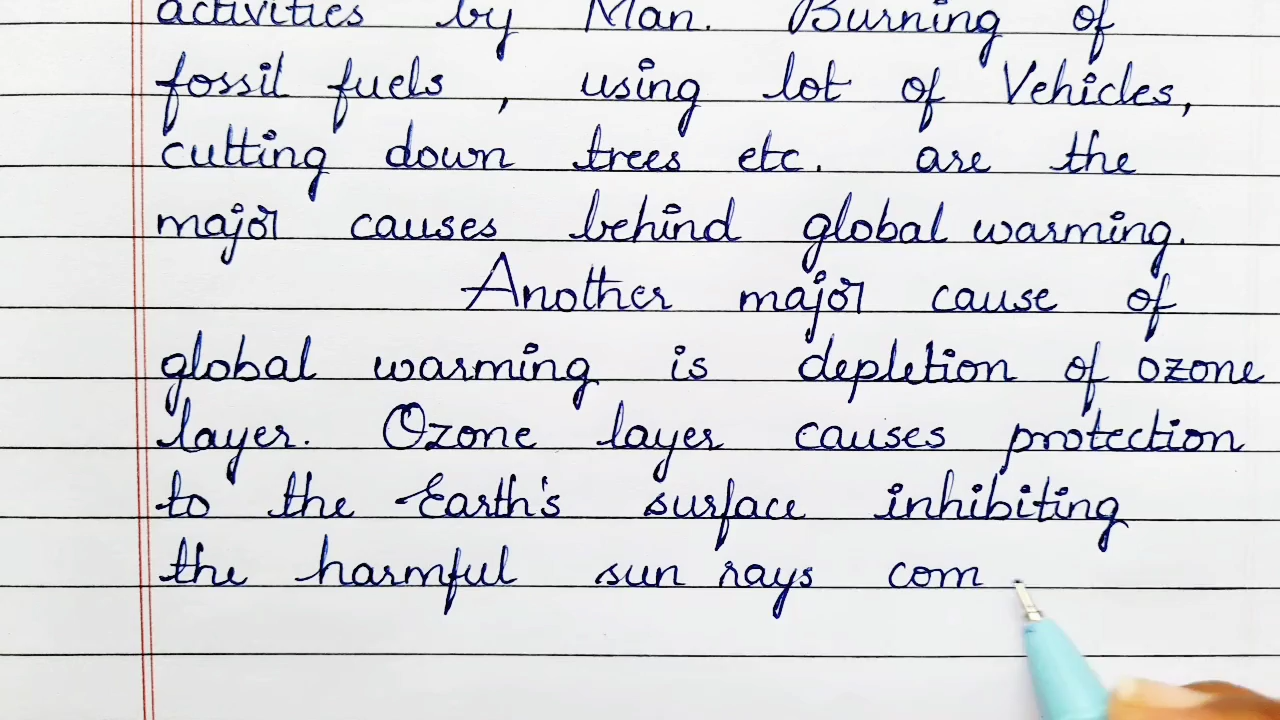 activities by Man. Burning of
fossil fuels , using lot of Vehicles,
cutting down trees etc. are the
major causes behind global warming.
Another major cause of
global warming is depletion of ozone
layer. Ozone layer causes protection
to the Earth's surface inhibiting
the harmful sun rays com